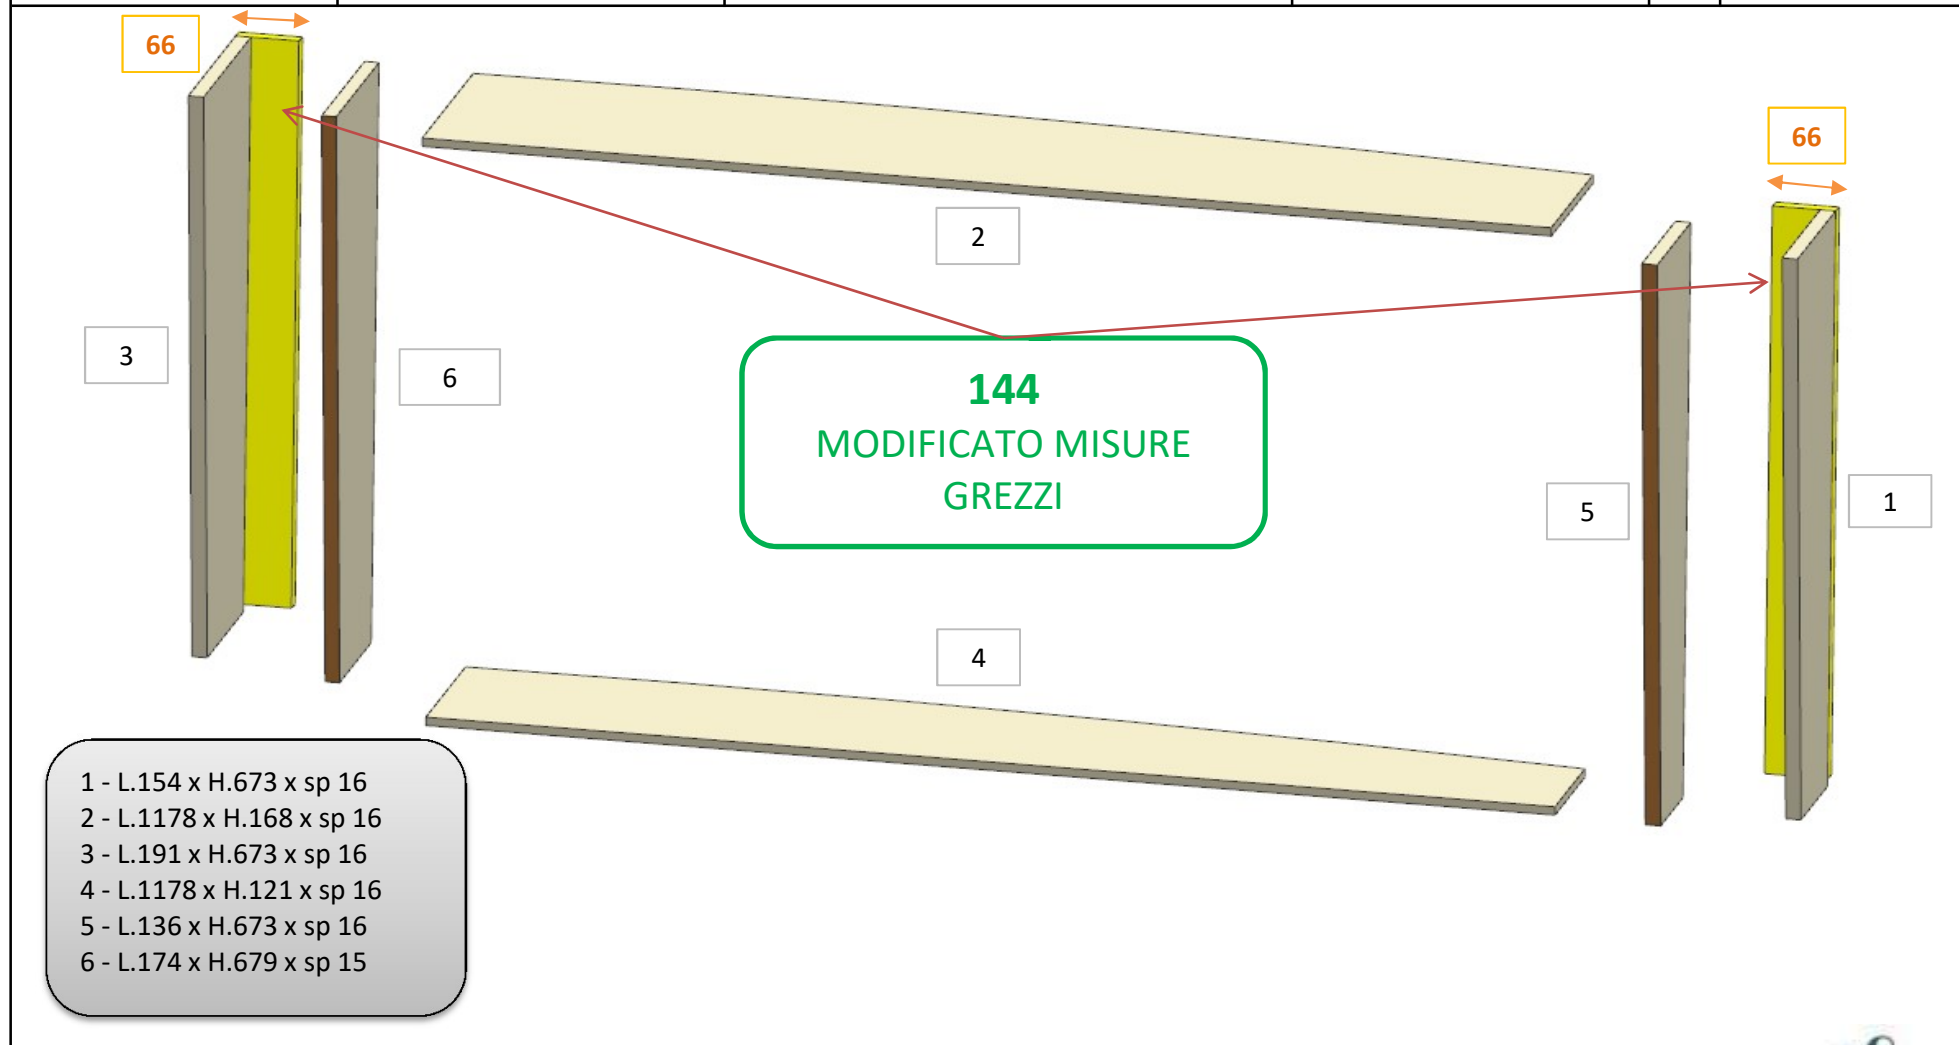 66
66
2
3
6
144
MODIFICATO MISURE
GREZZI
5
1
4
1 - L.154 x H.673 x sp 16
2 - L.1178 x H.168 x sp 16
3 - L.191 x H.673 x sp 16
4 - L.1178 x H.121 x sp 16
5 - L.136 x H.673 x sp 16
6 - L.174 x H.679 x sp 15